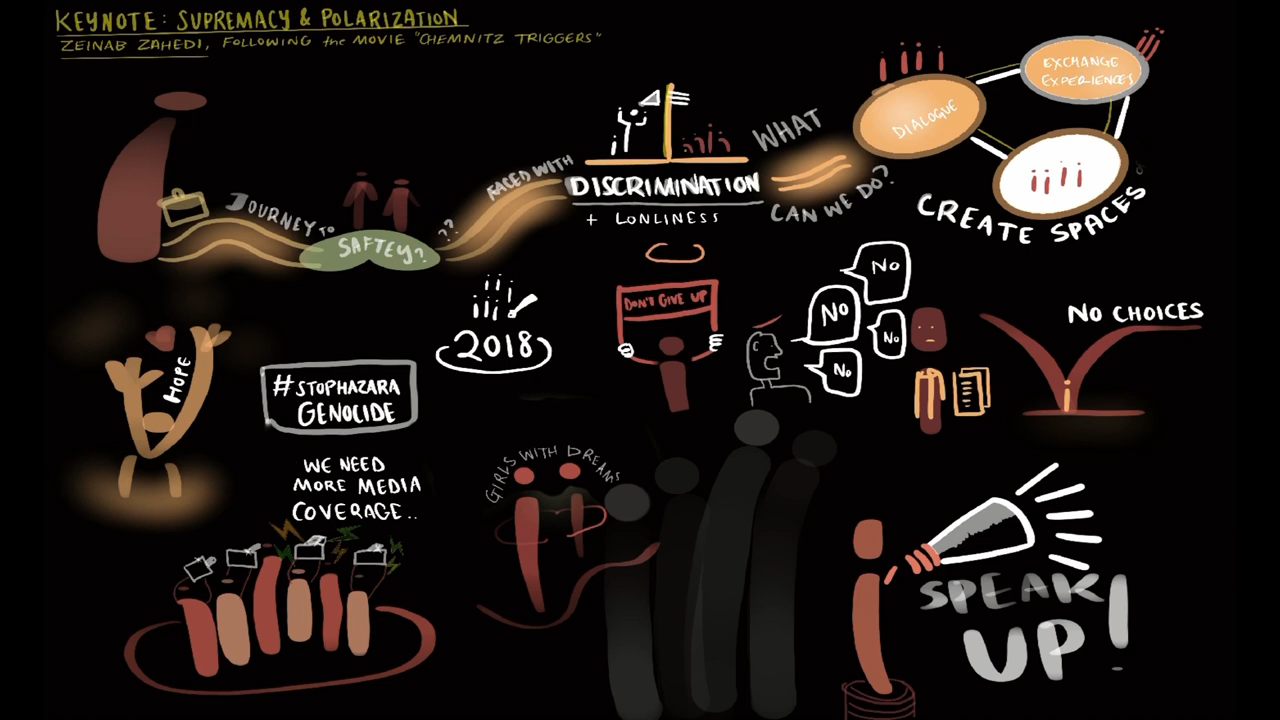 KEYNOTE: SUPREMACY & POLARIZATION
ZEINAB ZAHEDI, FOLLOWING the MOVIE "CHEMNITZ TRIGGERS"
JOURNEY TO
SAFTEY?
??
FACED WITH
DISCRIMINATION
+ LONLINESS
WHAT
CAN WE DO?
DIALOGUE
EXCHANGE
EXPERIENCES
CREATE SPACES
HOPE
#STOPHAZARA
GENOCIDE
WE NEED
MORE MEDIA
COVERAGE..
2018
DON'T GIVE UP
NO
NO
NO
NO
NO CHOICES
GIRLS WITH DREAMS
SPEAK
UP!